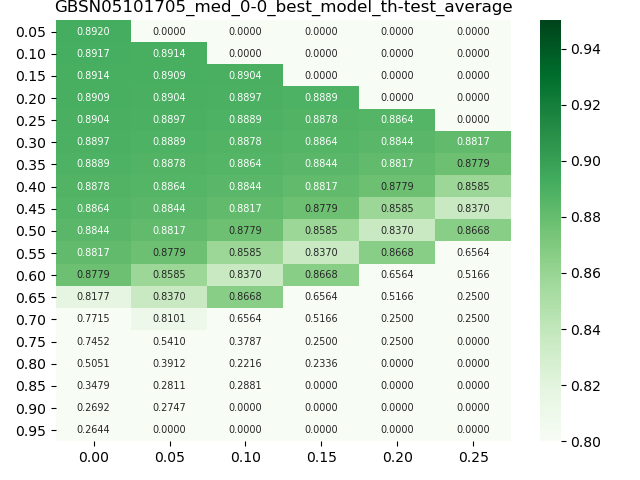 GBSN05101705_med_0-0_best_model_th-test_average
0.05 0.8920 0.0000 0.0000 0.0000 0.0000 0.0000
0.10 0.8917 0.8914 0.0000 0.0000 0.0000 0.0000
0.15 0.8914 0.8909 0.8904 0.0000 0.0000 0.0000
0.20 0.8909 0.8904 0.8897 0.8889 0.0000 0.0000
0.25 0.8904 0.8897 0.8889 0.8878 0.8864 0.0000
0.30 0.8897 0.8889 0.8878 0.8864 0.8844 0.8817
0.35 0.8889 0.8878 0.8864 0.8844 0.8817 0.8779
0.40 0.8878 0.8864 0.8844 0.8817 0.8779 0.8585
0.45 0.8864 0.8844 0.8817 0.8779 0.8585 0.8370
0.50 0.8844 0.8817 0.8779 0.8585 0.8370 0.8668
0.55 0.8817 0.8779 0.8585 0.8370 0.8668 0.6564
0.60 0.8779 0.8585 0.8370 0.8668 0.6564 0.5166
0.65 0.8177 0.8370 0.8668 0.6564 0.5166 0.2500
0.70 0.7715 0.8101 0.6564 0.5166 0.2500 0.2500
0.75 0.7452 0.5410 0.3787 0.2500 0.2500 0.0000
0.80 0.5051 0.3912 0.2216 0.2336 0.0000 0.0000
0.85 0.3479 0.2811 0.2881 0.0000 0.0000 0.0000
0.90 0.2692 0.2747 0.0000 0.0000 0.0000 0.0000
0.95 0.2644 0.0000 0.0000 0.0000 0.0000 0.0000
0.00 0.05 0.10 0.15 0.20 0.25
0.94
0.92
0.90
0.88
0.86
0.84
0.82
0.80